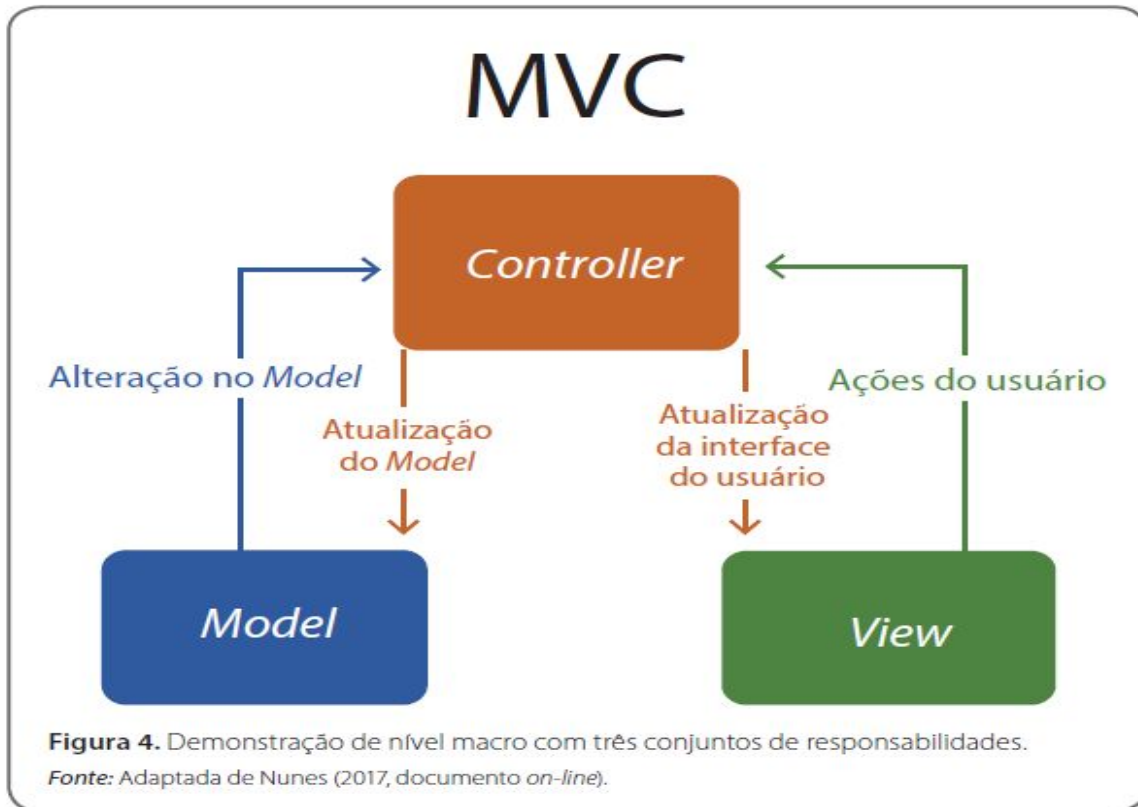 MVC
Controller
Alteração no Model
Ações do usuário
Atualização
do Model
Atualização
da interface
do usuário
Model
View
Figura 4. Demonstração de nível macro com três conjuntos de responsabilidades.
Fonte: Adaptada de Nunes (2017, documento on-line).